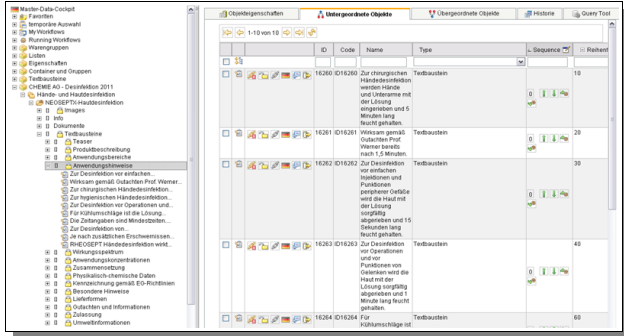 Master-Data-Cockpit
Favoriten
temporäre Auswahl
My Workflows
Running Workflows
Warengruppen
Listen
Eigenschaften
Container und Gruppen
Textbausteine
CHEMIE AG - Desinfektion 2011
Hände- und Hautdesinfektion
NEOSEPTX-Hautdesinfektion
Images
Info
Dokumente
Textbausteine
Teaser
Produktbeschreibung
Anwendungsbereiche
Anwendungshinweise
Zur Desinfektion vor einfachen...
Wirksam gemäß Gutachten Prof. Werner...
Zur chirurgischen Händedesinfektion...
Zur hygienischen Händedesinfektion...
Zur Desinfektion vor Operationen und...
Für Kühlumschläge ist die Lösung...
Die Zeitangaben sind Mindestzeiten....
Zur Desinfektion von...
Je nach zusätzlichen Erschwernissen...
RHEOSEPT Händedesinfektion wirkt...
Wirkungsspektrum
Anwendungskonzentrationen
Zusammensetzung
Physikalisch-chemische Daten
Kennzeichnung gemäß EG-Richtlinien
Besondere Hinweise
Lieferformen
Gutachten und Informationen
Zulassung
Umweltinformationen
Objekteigenschaften Untergeordnete Objekte Übergeordnete Objekte Historie Query Tool
1-10 von 10
ID Code Name Type Sequence Reihenf
16260 ID16260 Zur chirurgischen Textbaustein 10
Händedesinfektion
werden Hände
und Unterarme mit
der Lösung
eingerieben und 5
Minuten lang
feucht gehalten.
0
16261 ID16261 Wirksam gemäß Textbaustein 20
Gutachten Prof.
Werner bereits
nach 1,5 Minuten.
0
16262 ID16262 Zur Desinfektion Textbaustein 30
vor einfachen
Injektionen und
Punktionen
peripherer Gefäße
wird die Haut mit
der Lösung
sorgfältig
abgerieben und 15
Sekunden lang
feucht gehalten.
0
16263 ID16263 Zur Desinfektion Textbaustein 40
vor Operationen
und vor
Punktionen von
Gelenken wird die
Haut mit der
Lösung sorgfältig
abgerieben und 1
Minute lang feucht
gehalten.
0
16264 ID16264 Für Textbaustein 60
Kühlumschläge ist